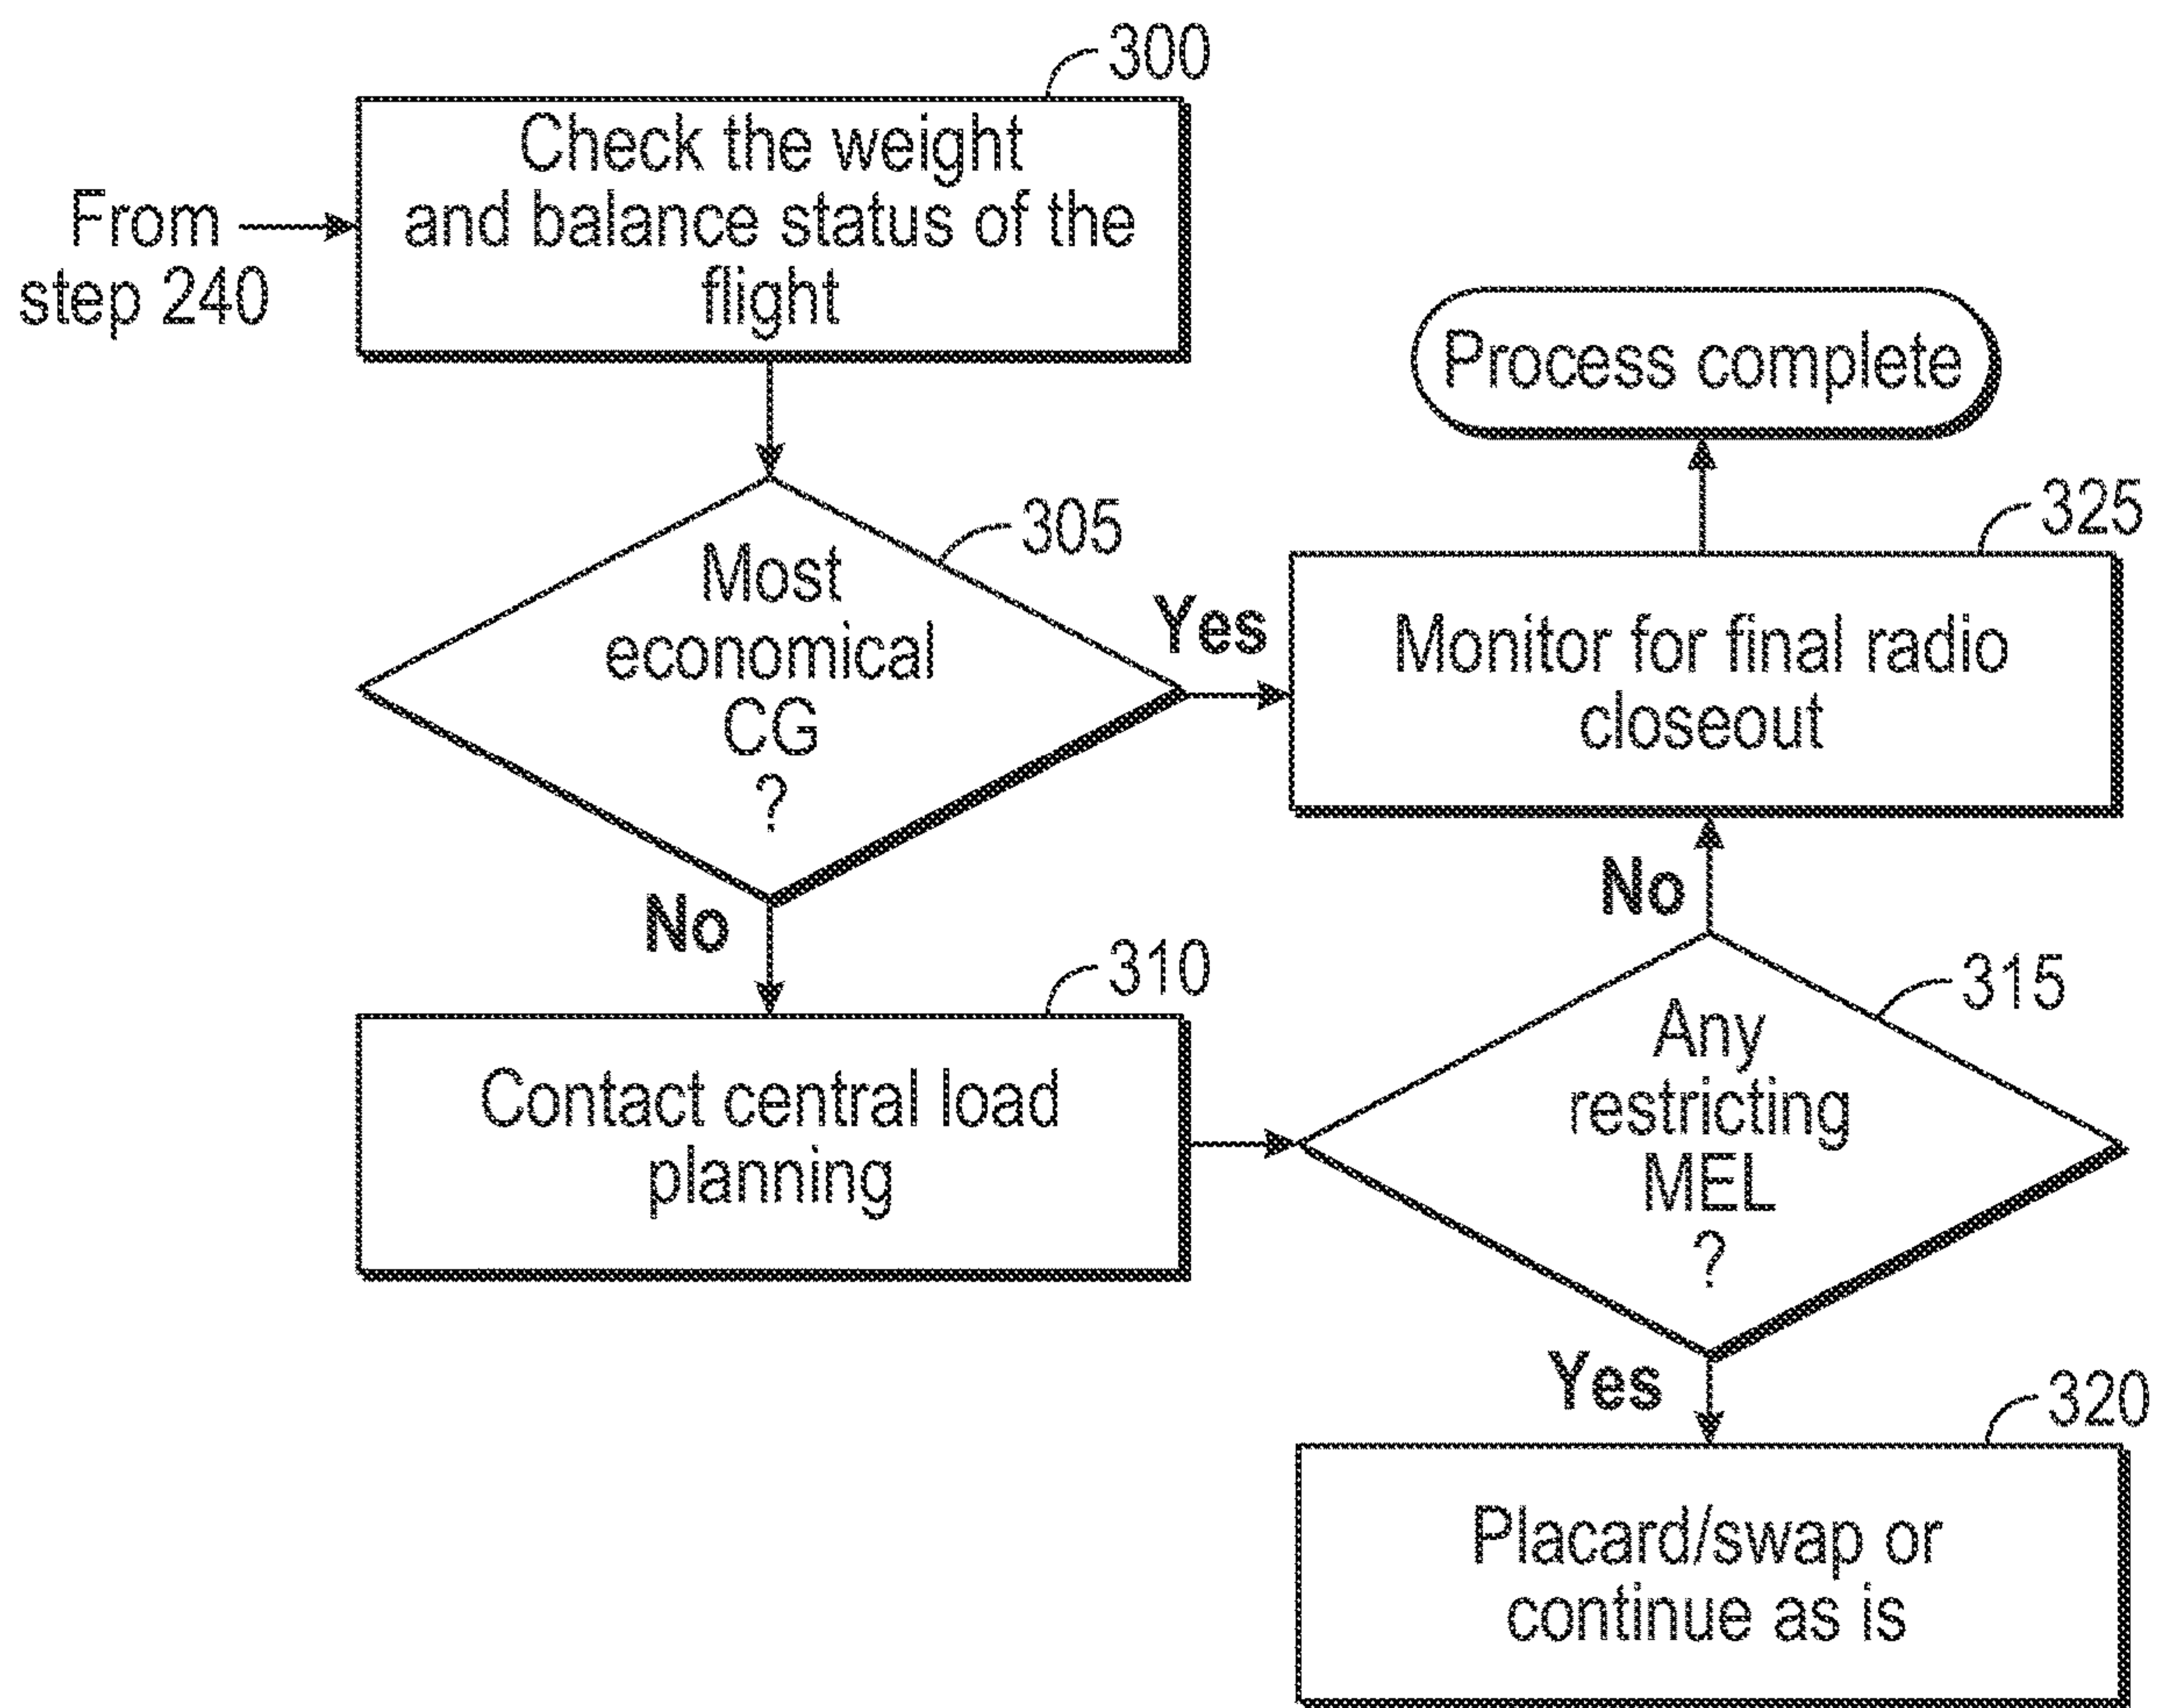 300
Check the weight
and balance status of the
flight
From
step 240
Process complete
305
Most
economical
CG
?
Yes
325
Monitor for final radio
closeout
No
310
Contact central load
planning
No
315
Any
restricting
MEL
?
Yes
320
Placard/swap or
continue as is